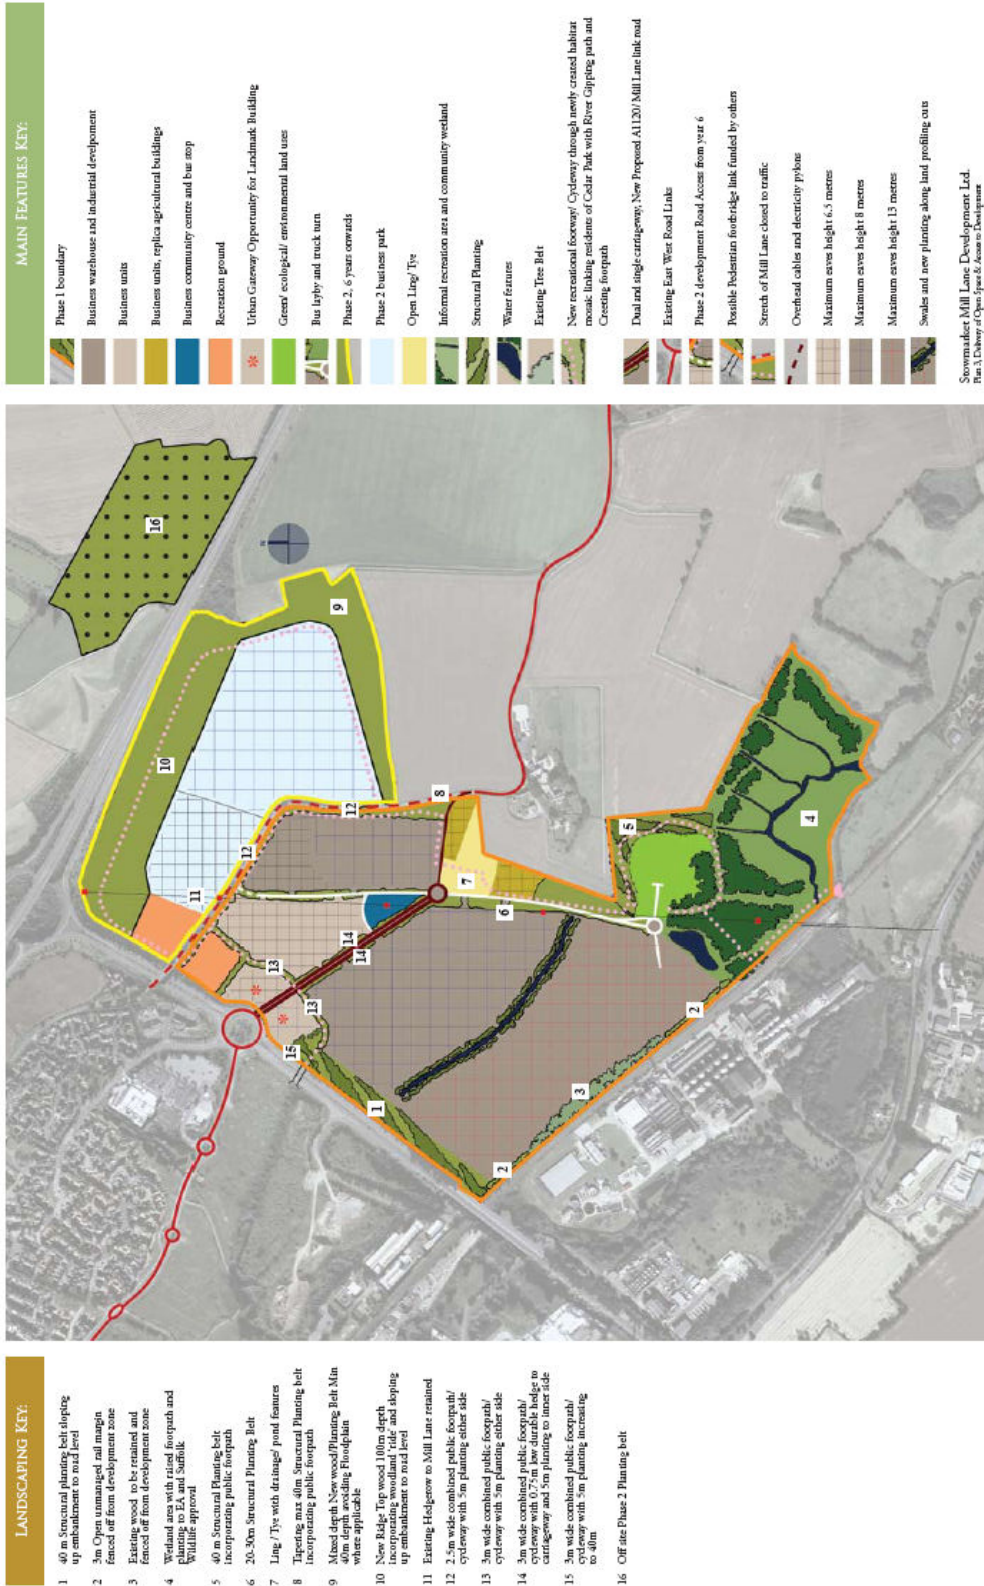 LANDSCAPING KEY:
1 40 m Structural planting belt sloping
up embankment to road level
2 3m Open unmanaged rail margin
fenced off from development zone
3 Existing wood to be retained and
fenced off from development zone
4 Wetland area with raised footpath and
planting to EA and Suffolk
Wildlife approval
5 40 m Structural Planting belt
incorporating public footpath
6 20-30m Structural Planting Belt
7 Ling / Tye with drainage/ pond features
8 Tapering max 40m Structural Planting belt
incorporating public footpath
9 Mixed depth New wood/Planting Belt Min
40m depth avoiding Floodplain
where applicable
10 New Ridge Top wood 100m depth
incorporating woodland 'ride' and sloping
up embankment to road level
11 Existing Hedgerow to Mill Lane retained
12 2.5m wide combined public footpath/
cycleway with 5m planting either side
13 3m wide combined public footpath/
cycleway with 5m planting either side
14 3m wide combined public footpath/
cycleway with 0.75m low durable hedge to
carriageway and 5m planting to inner side
15 3m wide combined public footpath/
cycleway with 5m planting increasing
to 40m
16 Off site Phase 2 Planting belt
16
N
9
10
12
12
8
11
7
6
5
4
14
14
13
13
15
1
2
3
2
MAIN FEATURES KEY:
Phase 1 boundary
Business warehouse and industrial development
Business units
Business units, replica agricultural buildings
Business community centre and bus stop
Recreation ground
Urban Gateway Opportunity for Landmark Building
Green/ ecological/ environmental land uses
Bus layby and truck turn
Phase 2, 6 years onwards
Phase 2 business park
Open Ling/ Tye
Informal recreation area and community wetland
Structural Planting
Water features
Existing Tree Belt
New recreational footway/ Cycleway through newly created habitat
mosaic linking residents of Cedar Park with River Gipping path and
Creeting footpath
Dual and single carriageway, New Proposed A1120/ Mill Lane link road
Existing East West Road Links
Phase 2 development Road Access from year 6
Possible Pedestrian footbridge link funded by others
Stretch of Mill Lane closed to traffic
Overhead cables and electricity pylons
Maximum eaves height 6.5 metres
Maximum eaves height 8 metres
Maximum eaves height 13 metres
Swales and new planting along land profiling cuts
Stowmarket Mill Lane Development Ltd.
Plan 3, Delivery of Open Space & Access to Development